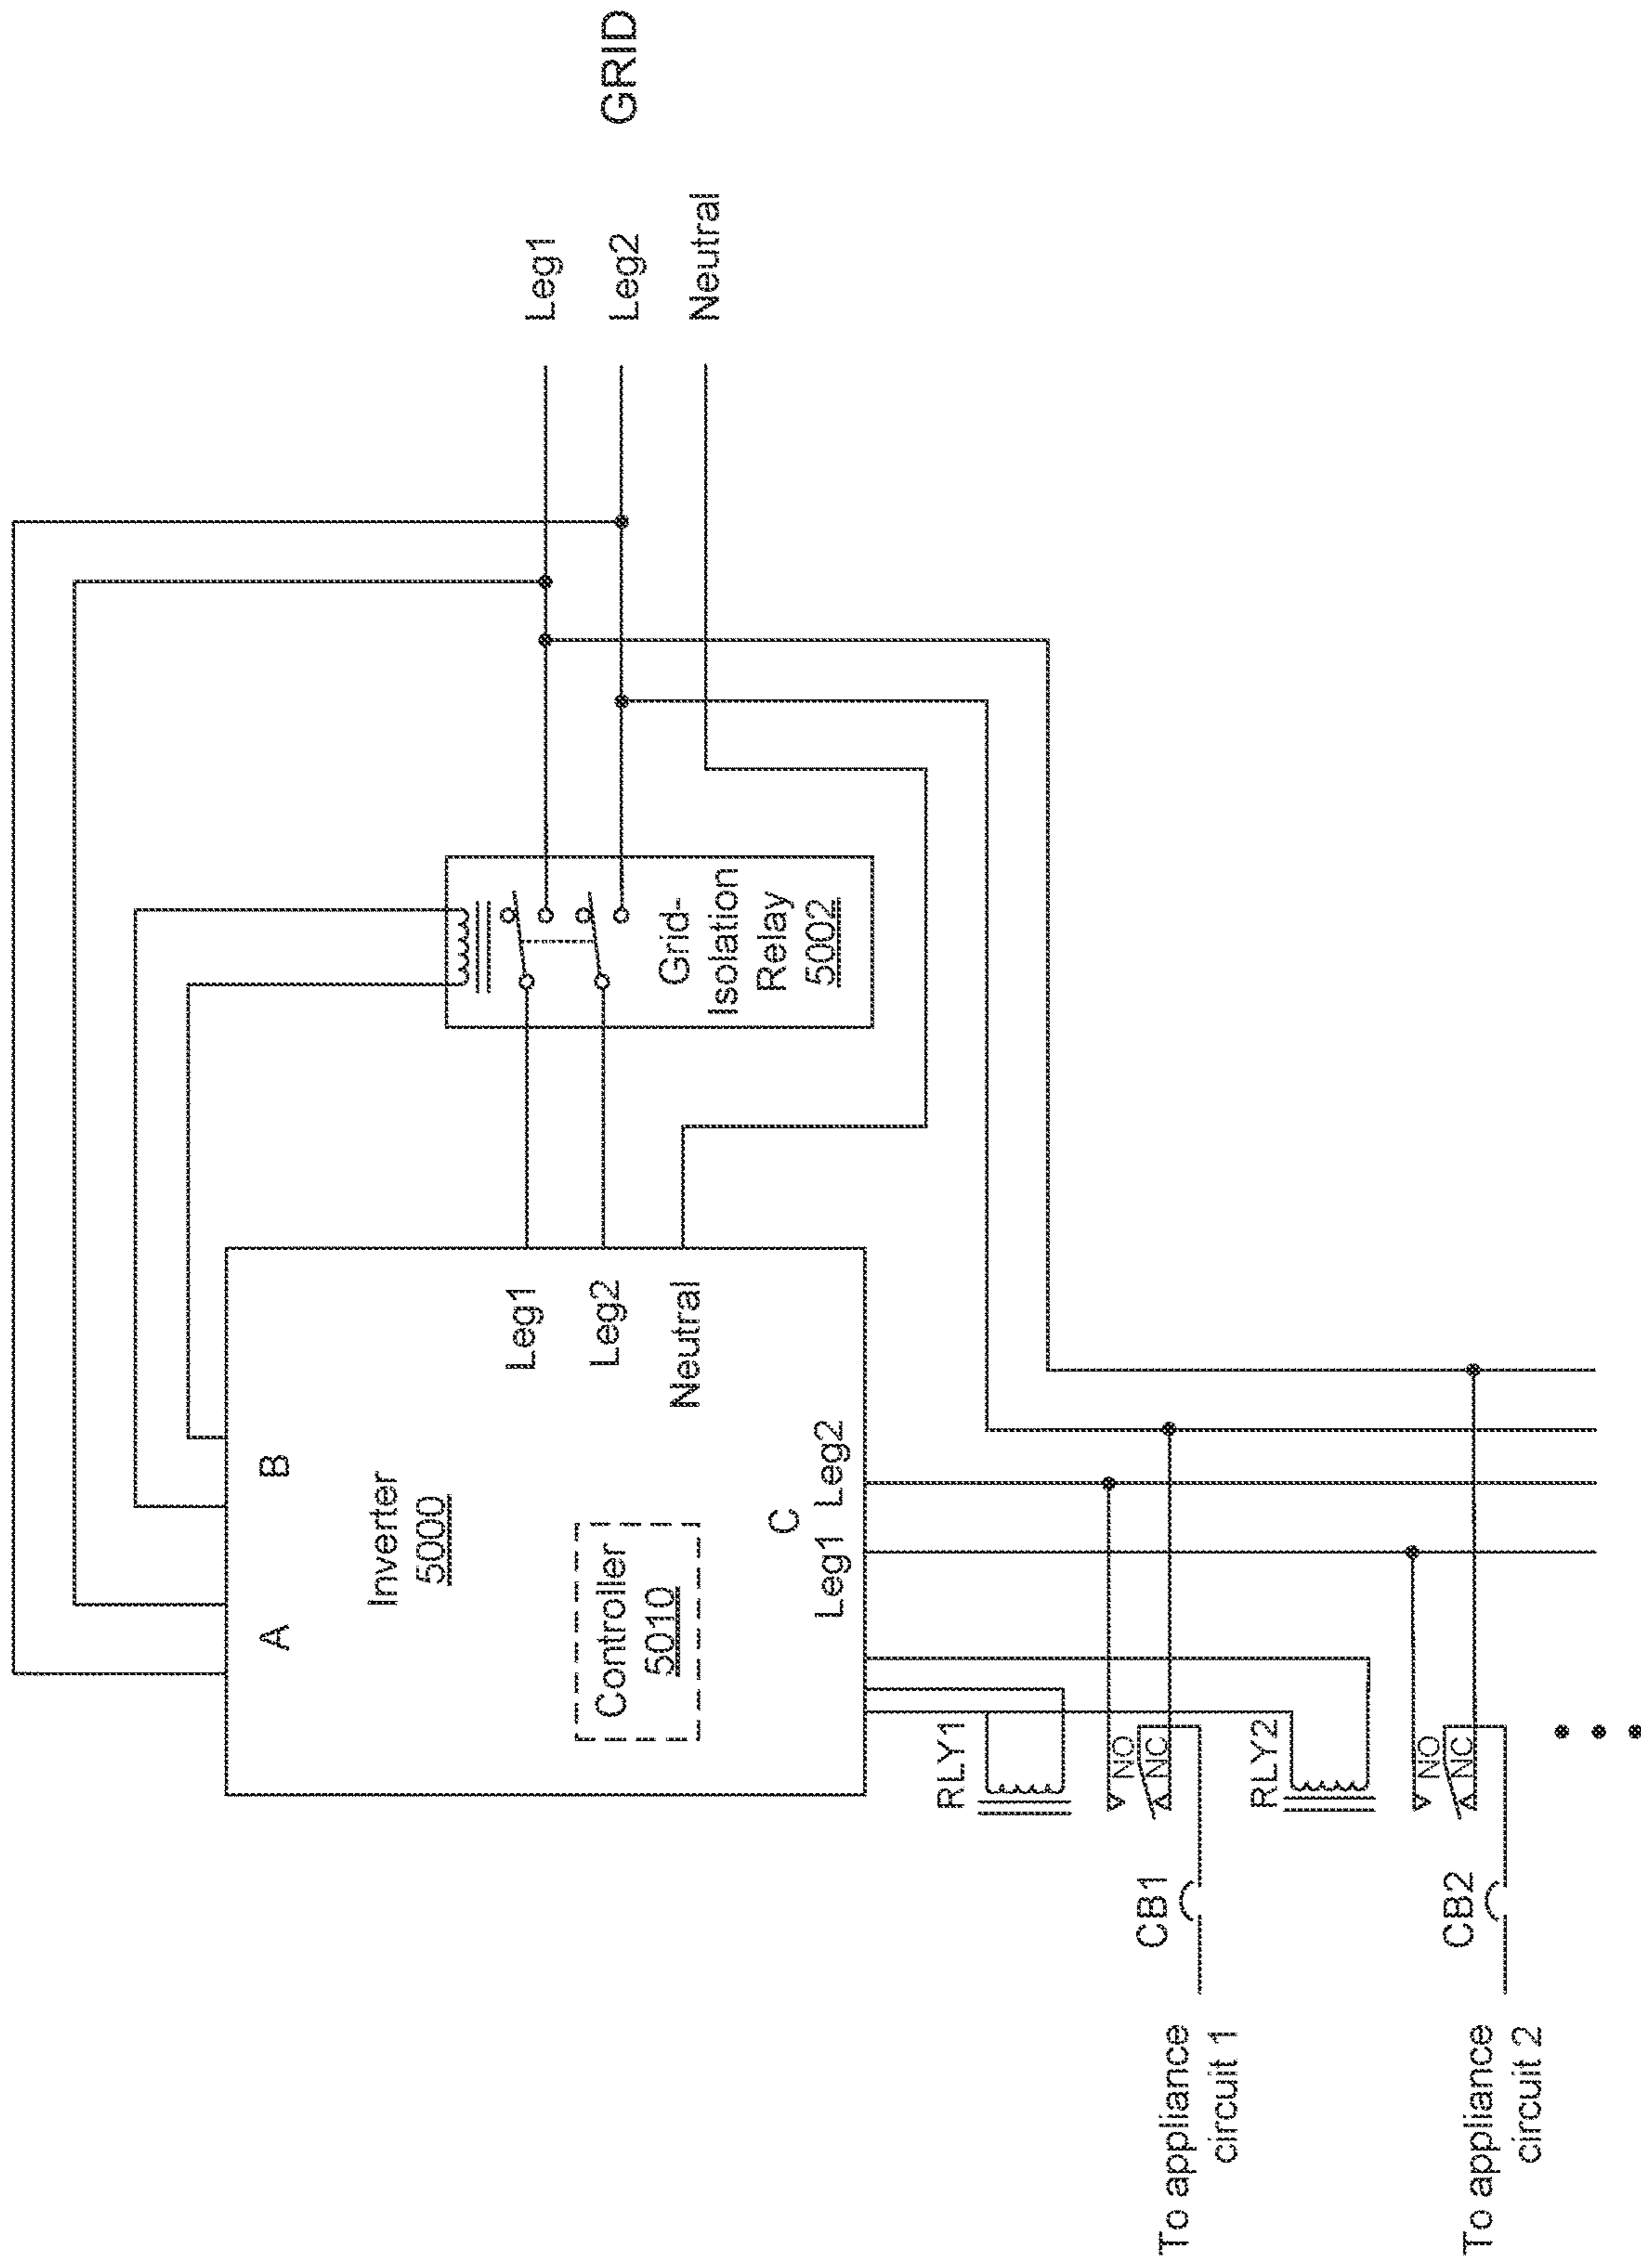 GRID
Leg1
Leg2
Neutral
Grid-
Isolation
Relay
5002
A
B
Inverter
5000
Leg1
Leg2
Neutral
Controller
5010
C
Leg1 Leg2
RLY1
NO
NC
CB1
To appliance
circuit 1
RLY2
NO
NC
CB2
To appliance
circuit 2